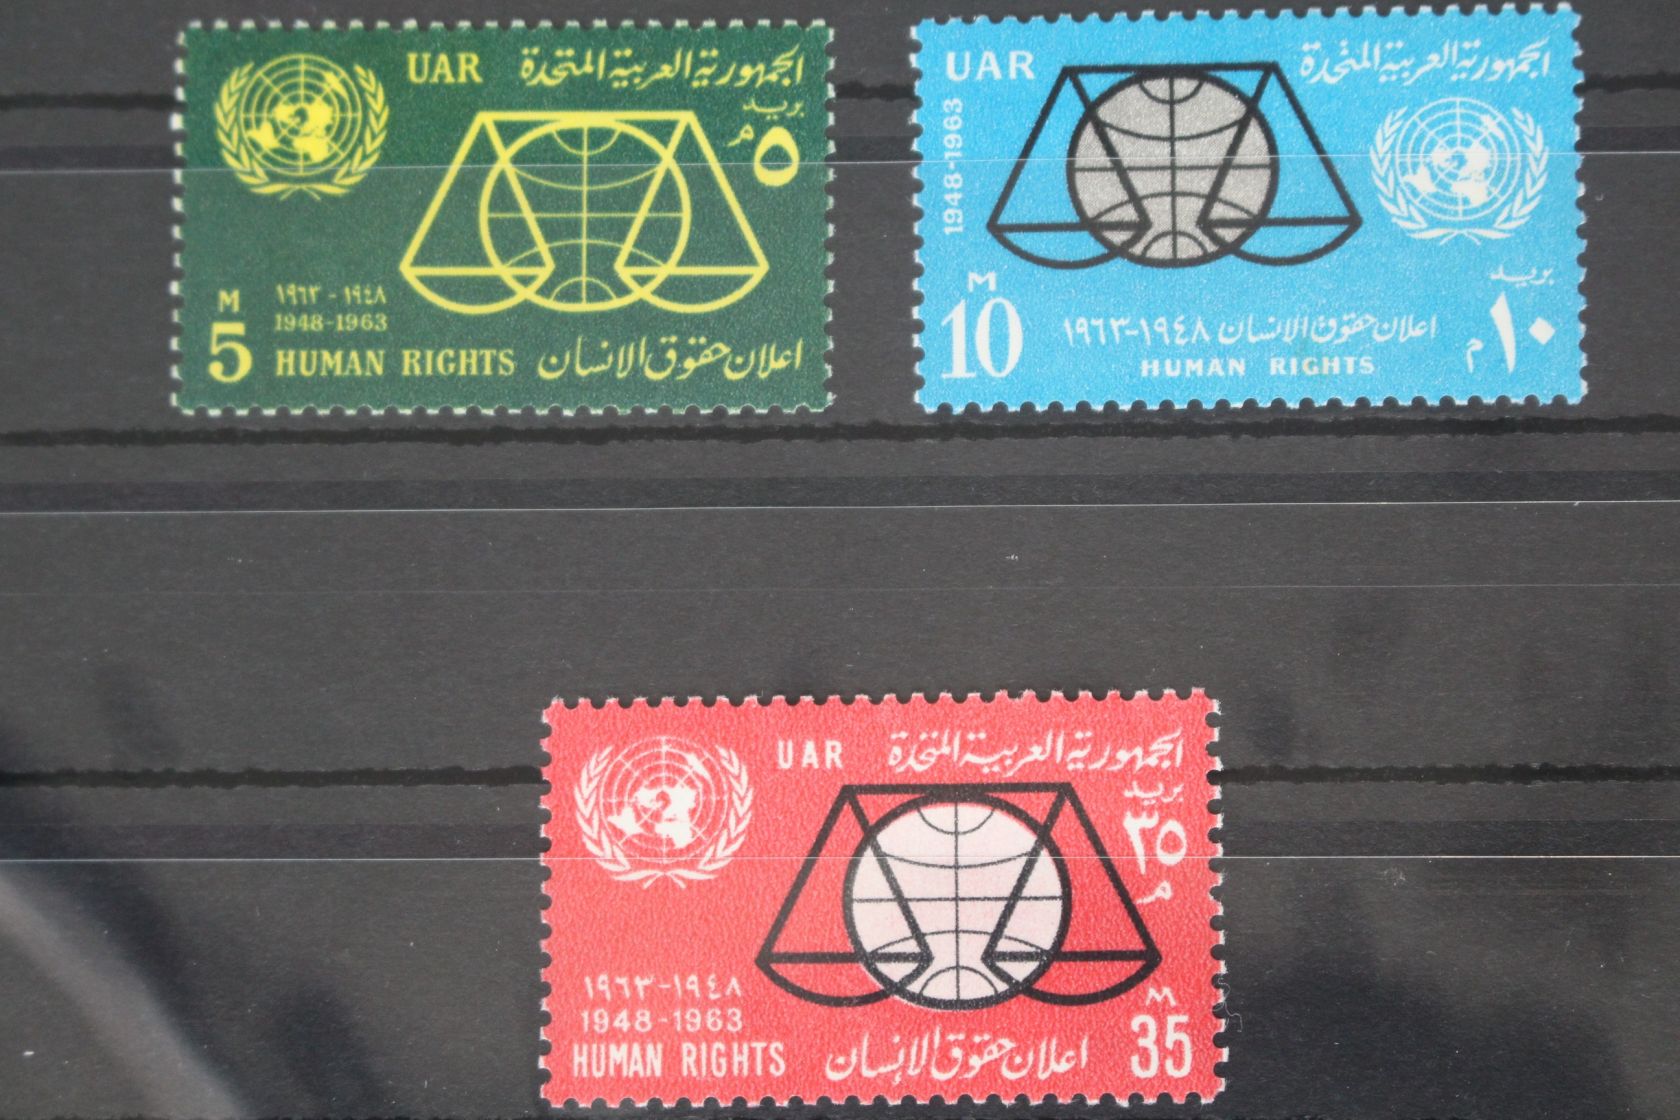 UAR الجمهورية العربية المتحدة
بريد
م ٥
١٩٦٣ - ١٩٤٨
1948-1963
M
5
HUMAN RIGHTS اعلان حقوق الانسان
UAR الجمهورية العربية المتحدة
1948-1963
بريد
M
10
اعلان حقوق الانسان ١٩٤٨-١٩٦٣
م ١٠
HUMAN RIGHTS
UAR الجمهورية العربية المتحدة
بريد
٣٥
م
١٩٦٣-١٩٤٨
1948-1963
M
35
HUMAN RIGHTS اعلان حقوق الإنسان